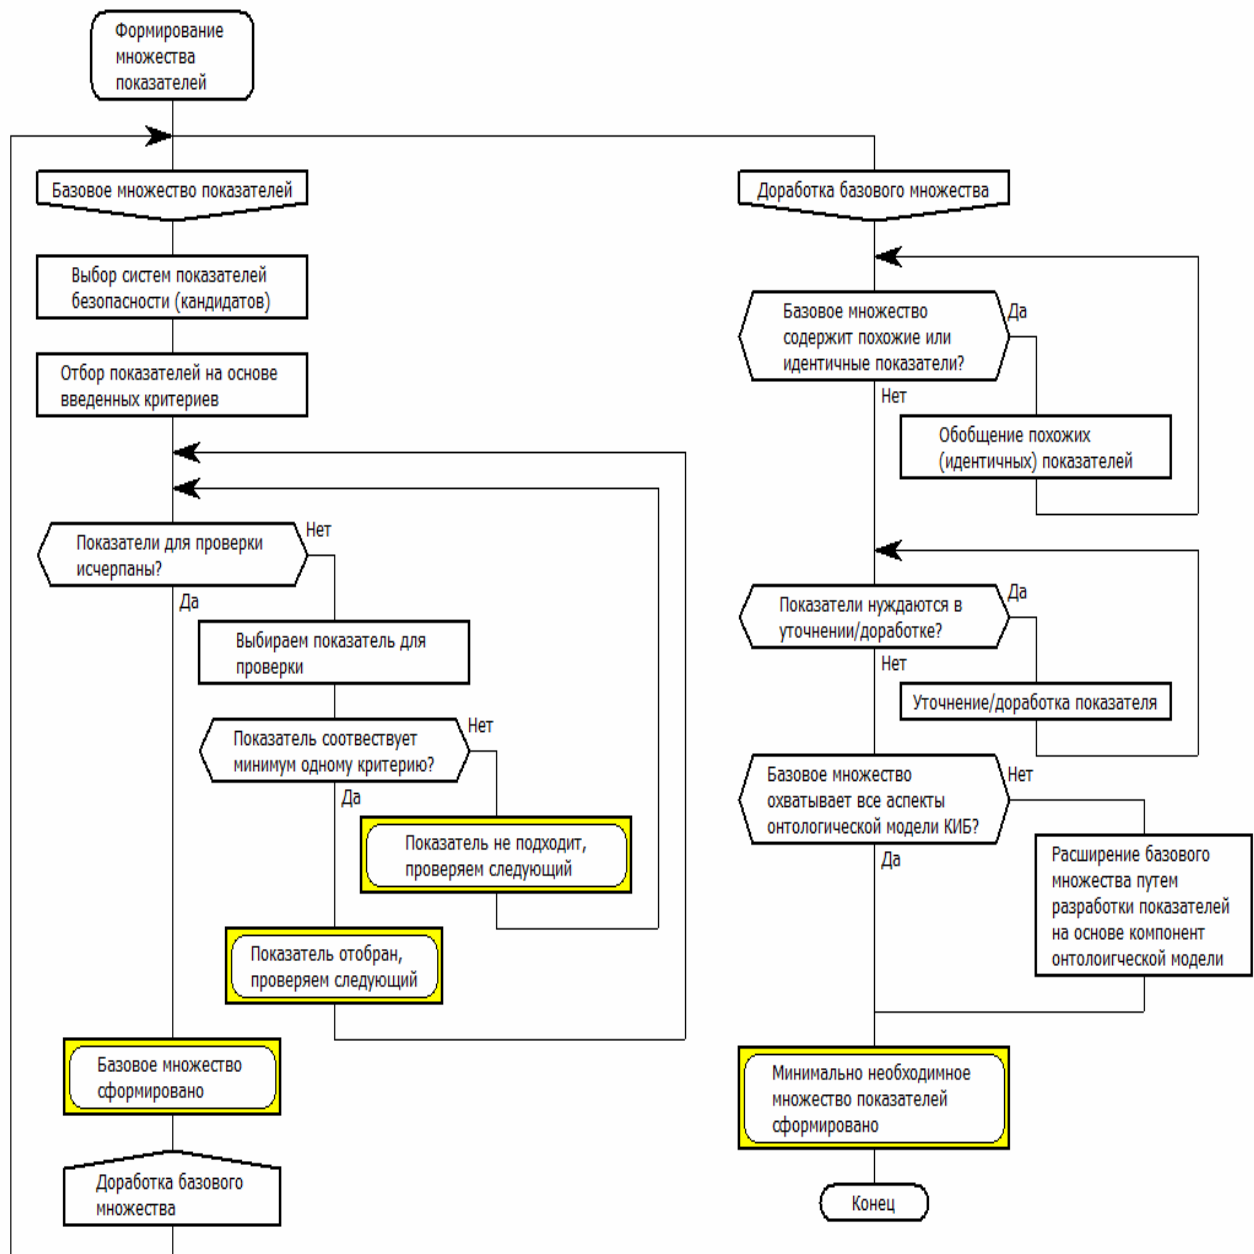 Формирование
множества
показателей
Базовое множество показателей
Выбор систем показателей
безопасности (кандидатов)
Отбор показателей на основе
введенных критериев
Показатели для проверки
исчерпаны?
Нет
Да
Выбираем показатель для
проверки
Показатель соотвествует
минимум одному критерию?
Нет
Да
Показатель не подходит,
проверяем следующий
Показатель отобран,
проверяем следующий
Базовое множество
сформировано
Доработка базового
множества
Доработка базового множества
Базовое множество
содержит похожие или
идентичные показатели?
Да
Нет
Обобщение похожих
(идентичных) показателей
Показатели нуждаются в
уточнении/доработке?
Да
Нет
Уточнение/доработка показателя
Базовое множество
охватывает все аспекты
онтологической модели КИБ?
Нет
Да
Расширение базового
множества путем
разработки показателей
на основе компонент
онтолоигческой модели
Минимально необходимное
множество показателей
сформировано
Конец